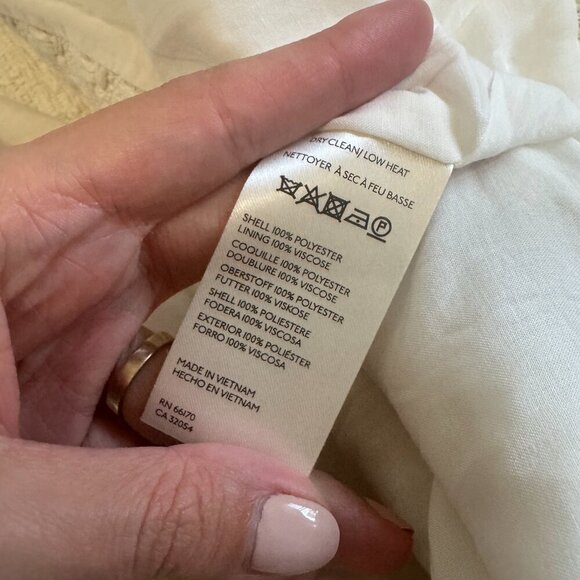 DRY CLEAN/ LOW HEAT
NETTOYER À SEC À FEU BASSE
P
SHELL 100% POLYESTER
LINING 100% VISCOSE
COQUILLE 100% POLYESTER
DOUBLURE 100% VISCOSE
OBERSTOFF 100% POLYESTER
FUTTER 100% VISKOSE
SHELL 100% POLIESTERE
FODERA 100% VISCOSA
EXTERIOR 100% POLIÉSTER
FORRO 100% VISCOSA
MADE IN VIETNAM
HECHO EN VIETNAM
RN 66170
CA 32054